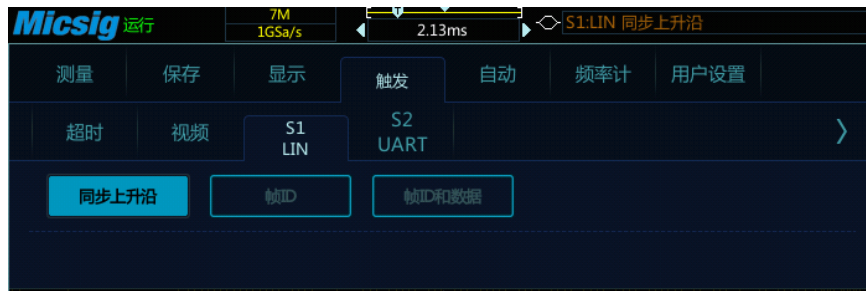 Micsig 运行 7M 2.13ms S1:LIN 同步上升沿
1GSa/s
T
测量 保存 显示 触发 自动 频率计 用户设置
超时 视频 S1 LIN S2 UART
同步上升沿 帧ID 帧ID和数据